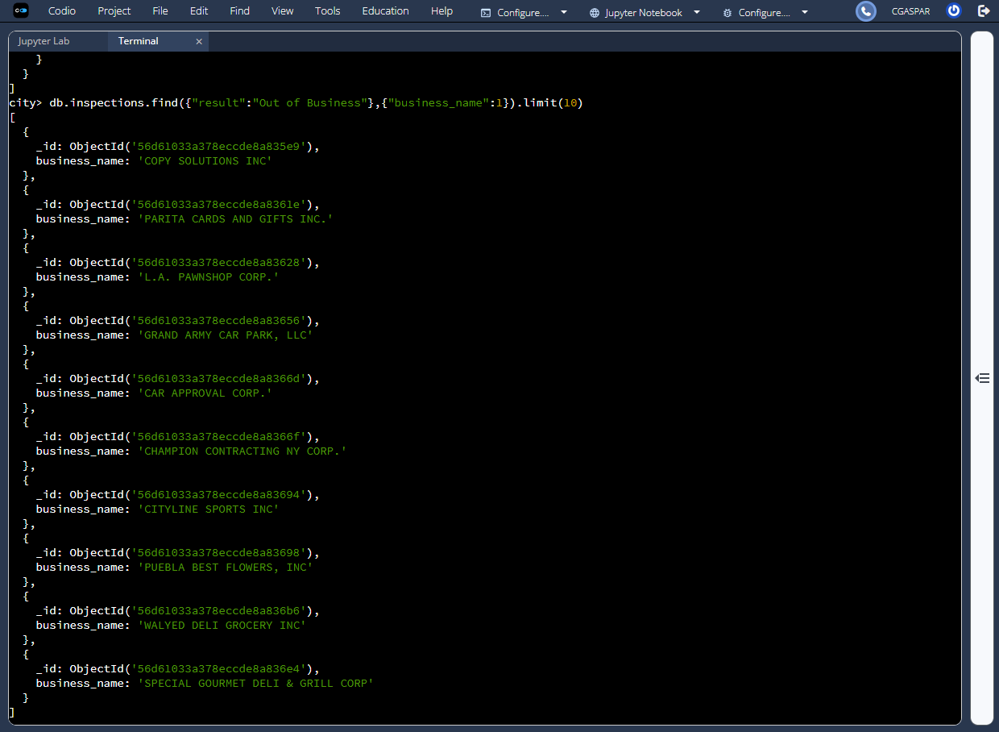 Codio Project File Edit Find View Tools Education Help Configure.... Jupyter Notebook Configure.... CGASPAR
Jupyter Lab Terminal ×
    }
  }
]
city> db.inspections.find({"result":"Out of Business"},{"business_name":1}).limit(10)
[
  {
    _id: ObjectId('56d61033a378eccde8a835e9'),
    business_name: 'COPY SOLUTIONS INC'
  },
  {
    _id: ObjectId('56d61033a378eccde8a8361e'),
    business_name: 'PARITA CARDS AND GIFTS INC.'
  },
  {
    _id: ObjectId('56d61033a378eccde8a83628'),
    business_name: 'L.A. PAWNSHOP CORP.'
  },
  {
    _id: ObjectId('56d61033a378eccde8a83656'),
    business_name: 'GRAND ARMY CAR PARK, LLC'
  },
  {
    _id: ObjectId('56d61033a378eccde8a8366d'),
    business_name: 'CAR APPROVAL CORP.'
  },
  {
    _id: ObjectId('56d61033a378eccde8a8366f'),
    business_name: 'CHAMPION CONTRACTING NY CORP.'
  },
  {
    _id: ObjectId('56d61033a378eccde8a83694'),
    business_name: 'CITYLINE SPORTS INC'
  },
  {
    _id: ObjectId('56d61033a378eccde8a83698'),
    business_name: 'PUEBLA BEST FLOWERS, INC'
  },
  {
    _id: ObjectId('56d61033a378eccde8a836b6'),
    business_name: 'WALYED DELI GROCERY INC'
  },
  {
    _id: ObjectId('56d61033a378eccde8a836e4'),
    business_name: 'SPECIAL GOURMET DELI & GRILL CORP'
  }
]